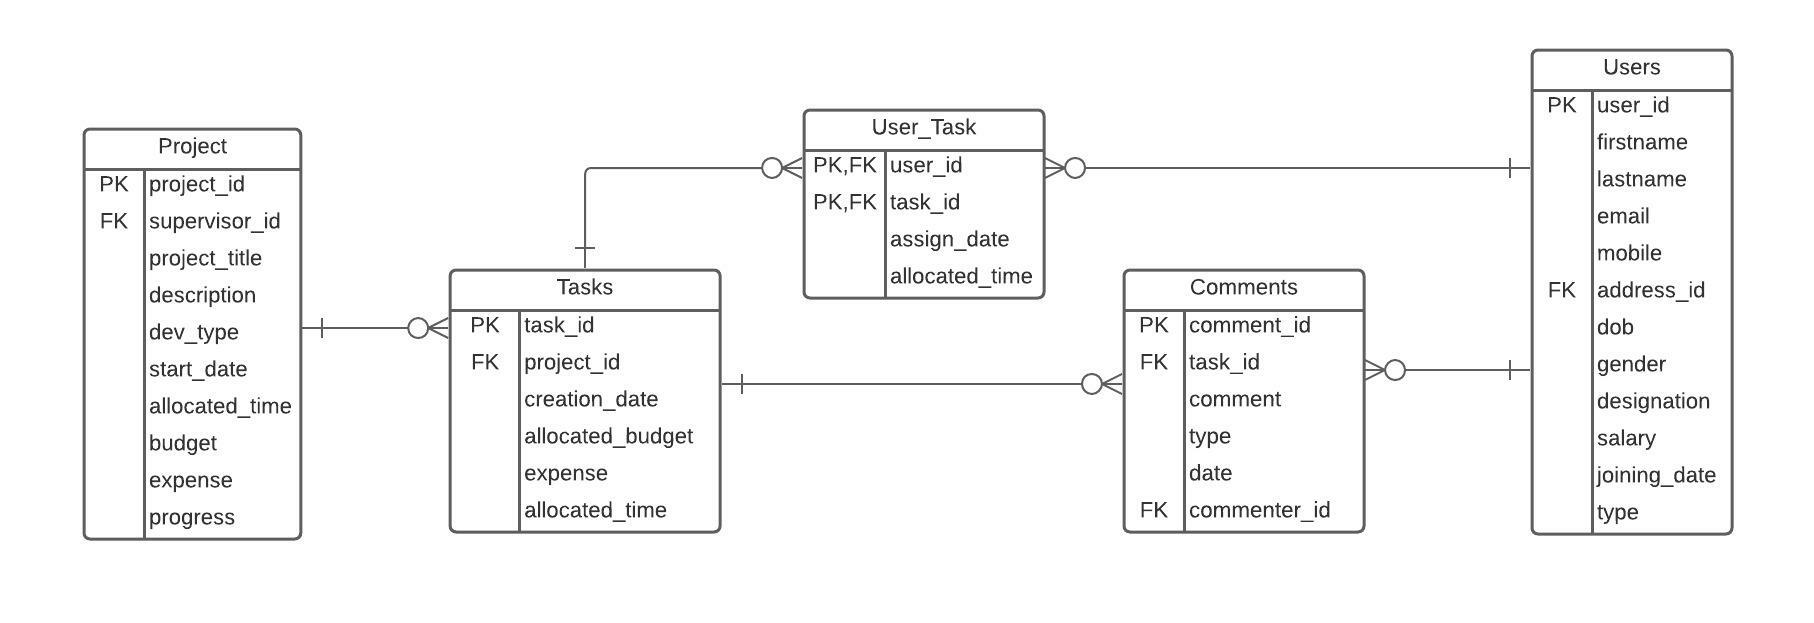 Project
PK project_id
FK supervisor_id
project_title
description
dev_type
start_date
allocated_time
budget
expense
progress
Tasks
PK task_id
FK project_id
creation_date
allocated_budget
expense
allocated_time
User_Task
PK,FK user_id
PK,FK task_id
assign_date
allocated_time
Comments
PK comment_id
FK task_id
comment
type
date
FK commenter_id
Users
PK user_id
firstname
lastname
email
mobile
FK address_id
dob
gender
designation
salary
joining_date
type